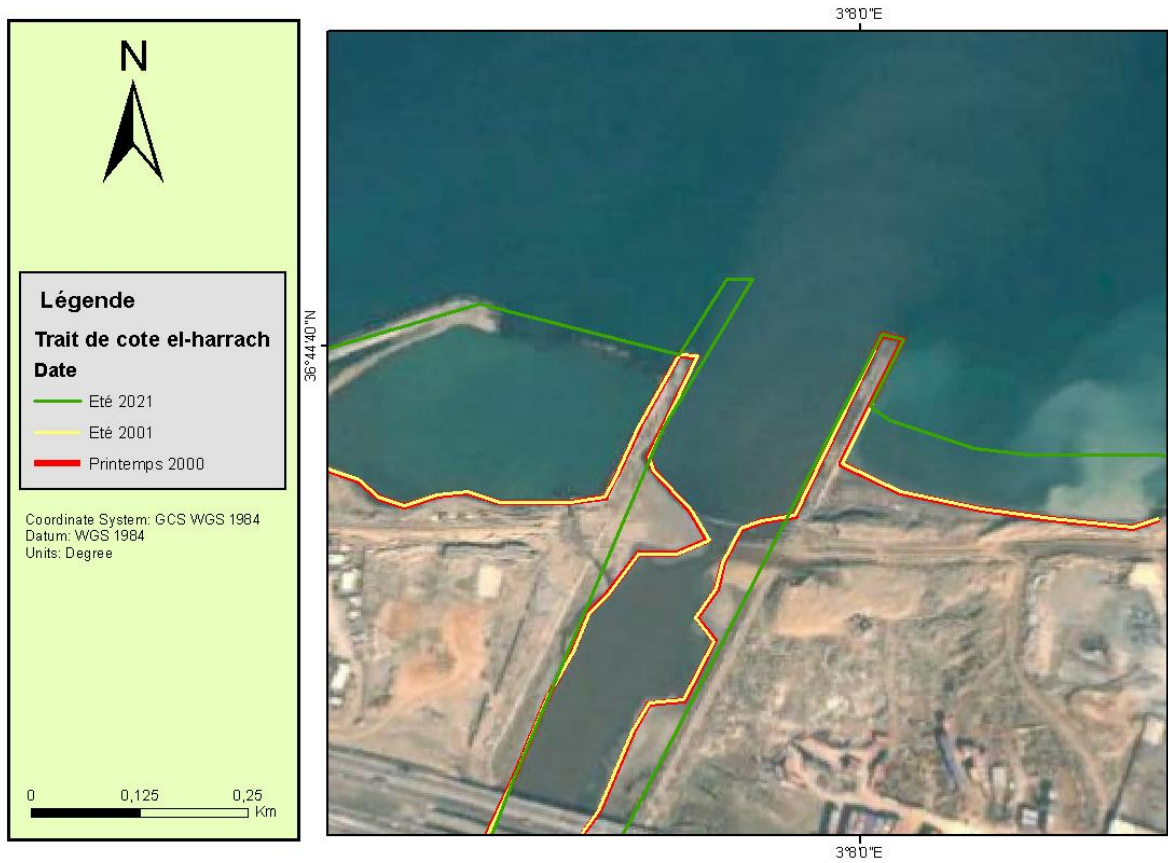 N
Légende
Trait de cote el-harrach
Date
Eté 2021
Eté 2001
Printemps 2000
Coordinate System: GCS WGS 1984
Datum: WGS 1984
Units: Degree
0 0,125 0,25
Km
3°8'0"E
36°44'40"N
3°8'0"E